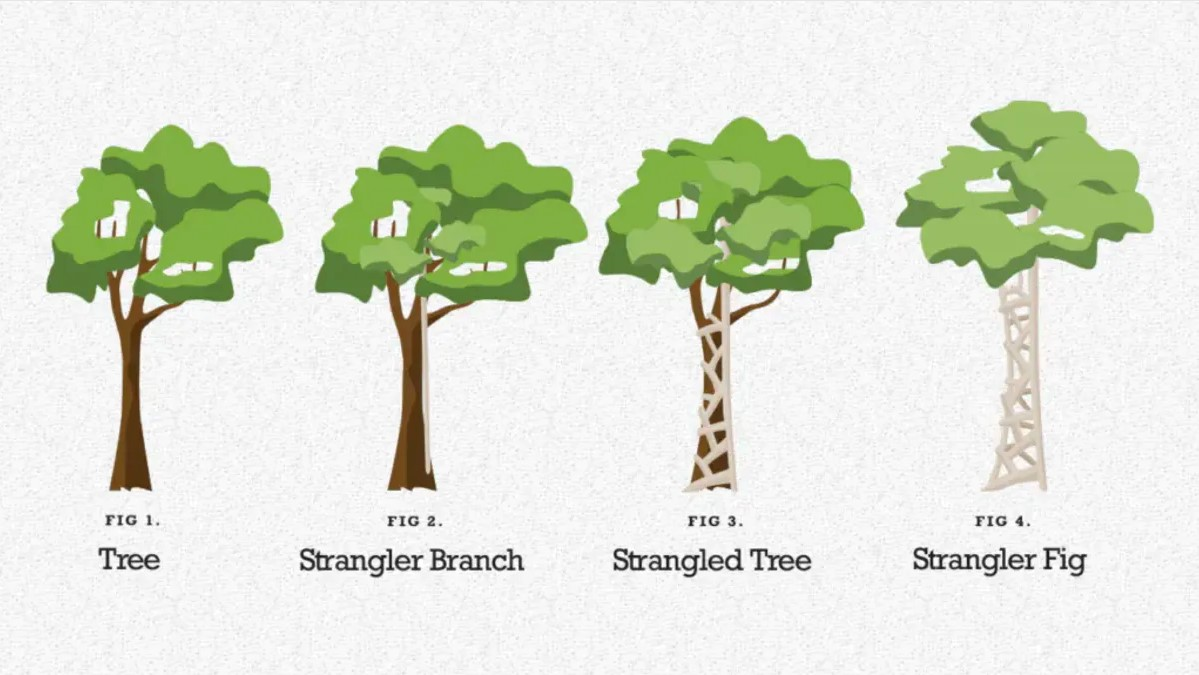 FIG 1.
Tree
FIG 2.
Strangler Branch
FIG 3.
Strangled Tree
FIG 4.
Strangler Fig